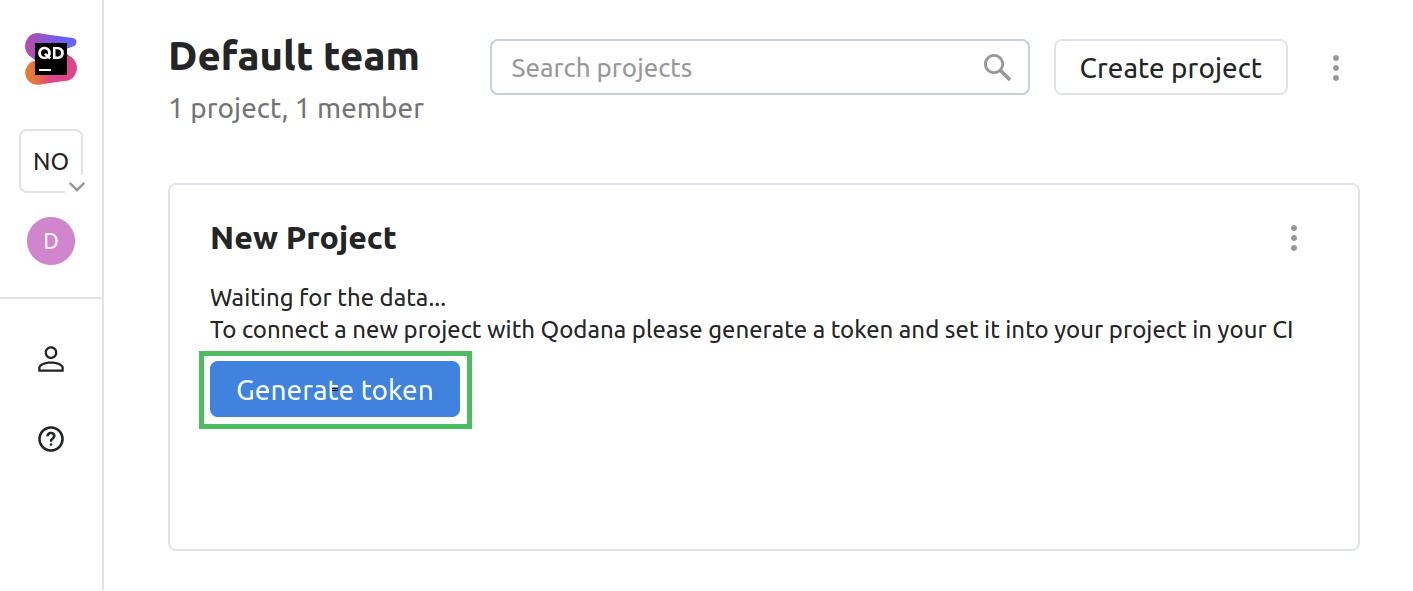 QD
NO
D
Default team
1 project, 1 member
Search projects
Create project
New Project
Waiting for the data...
To connect a new project with Qodana please generate a token and set it into your project in your CI
Generate token